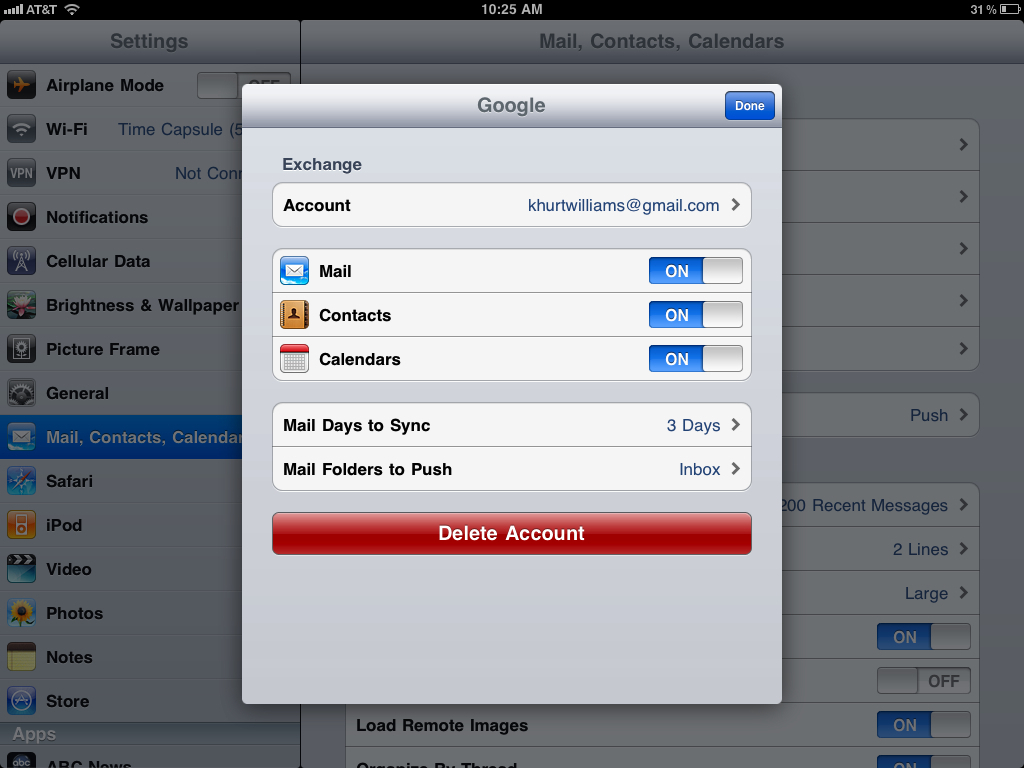 AT&T 10:25 AM 31%
Settings
Mail, Contacts, Calendars
Airplane Mode OFF
Wi-Fi Time Capsule (5
VPN VPN Not Conn
Notifications
Cellular Data
Brightness & Wallpaper
Picture Frame
General
Mail, Contacts, Calendar
Safari
iPod
Video
Photos
Notes
Store
Apps
abc ABC News
Google Done
Exchange
Account khurtwilliams@gmail.com
Mail ON
Contacts ON
Calendars ON
Mail Days to Sync 3 Days
Mail Folders to Push Inbox
Delete Account
Push
200 Recent Messages
2 Lines
Large
ON
OFF
Load Remote Images ON
Organize By Thread ON